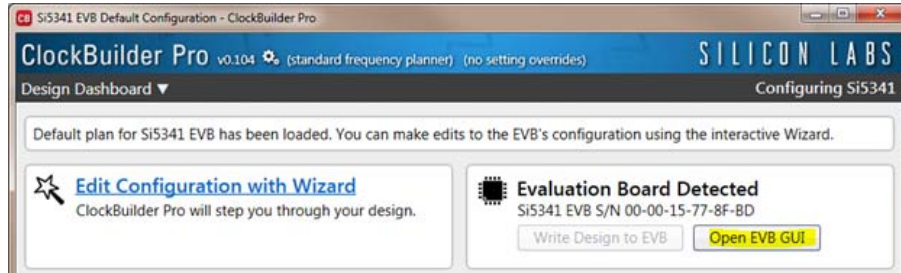 CB Si5341 EVB Default Configuration - ClockBuilder Pro
ClockBuilder Pro v0.104 (standard frequency planner) (no setting overrides) SILICON LABS
Design Dashboard ▼ Configuring Si5341
Default plan for Si5341 EVB has been loaded. You can make edits to the EVB's configuration using the interactive Wizard.
Edit Configuration with Wizard
ClockBuilder Pro will step you through your design.
Evaluation Board Detected
Si5341 EVB S/N 00-00-15-77-8F-BD
Write Design to EVB Open EVB GUI